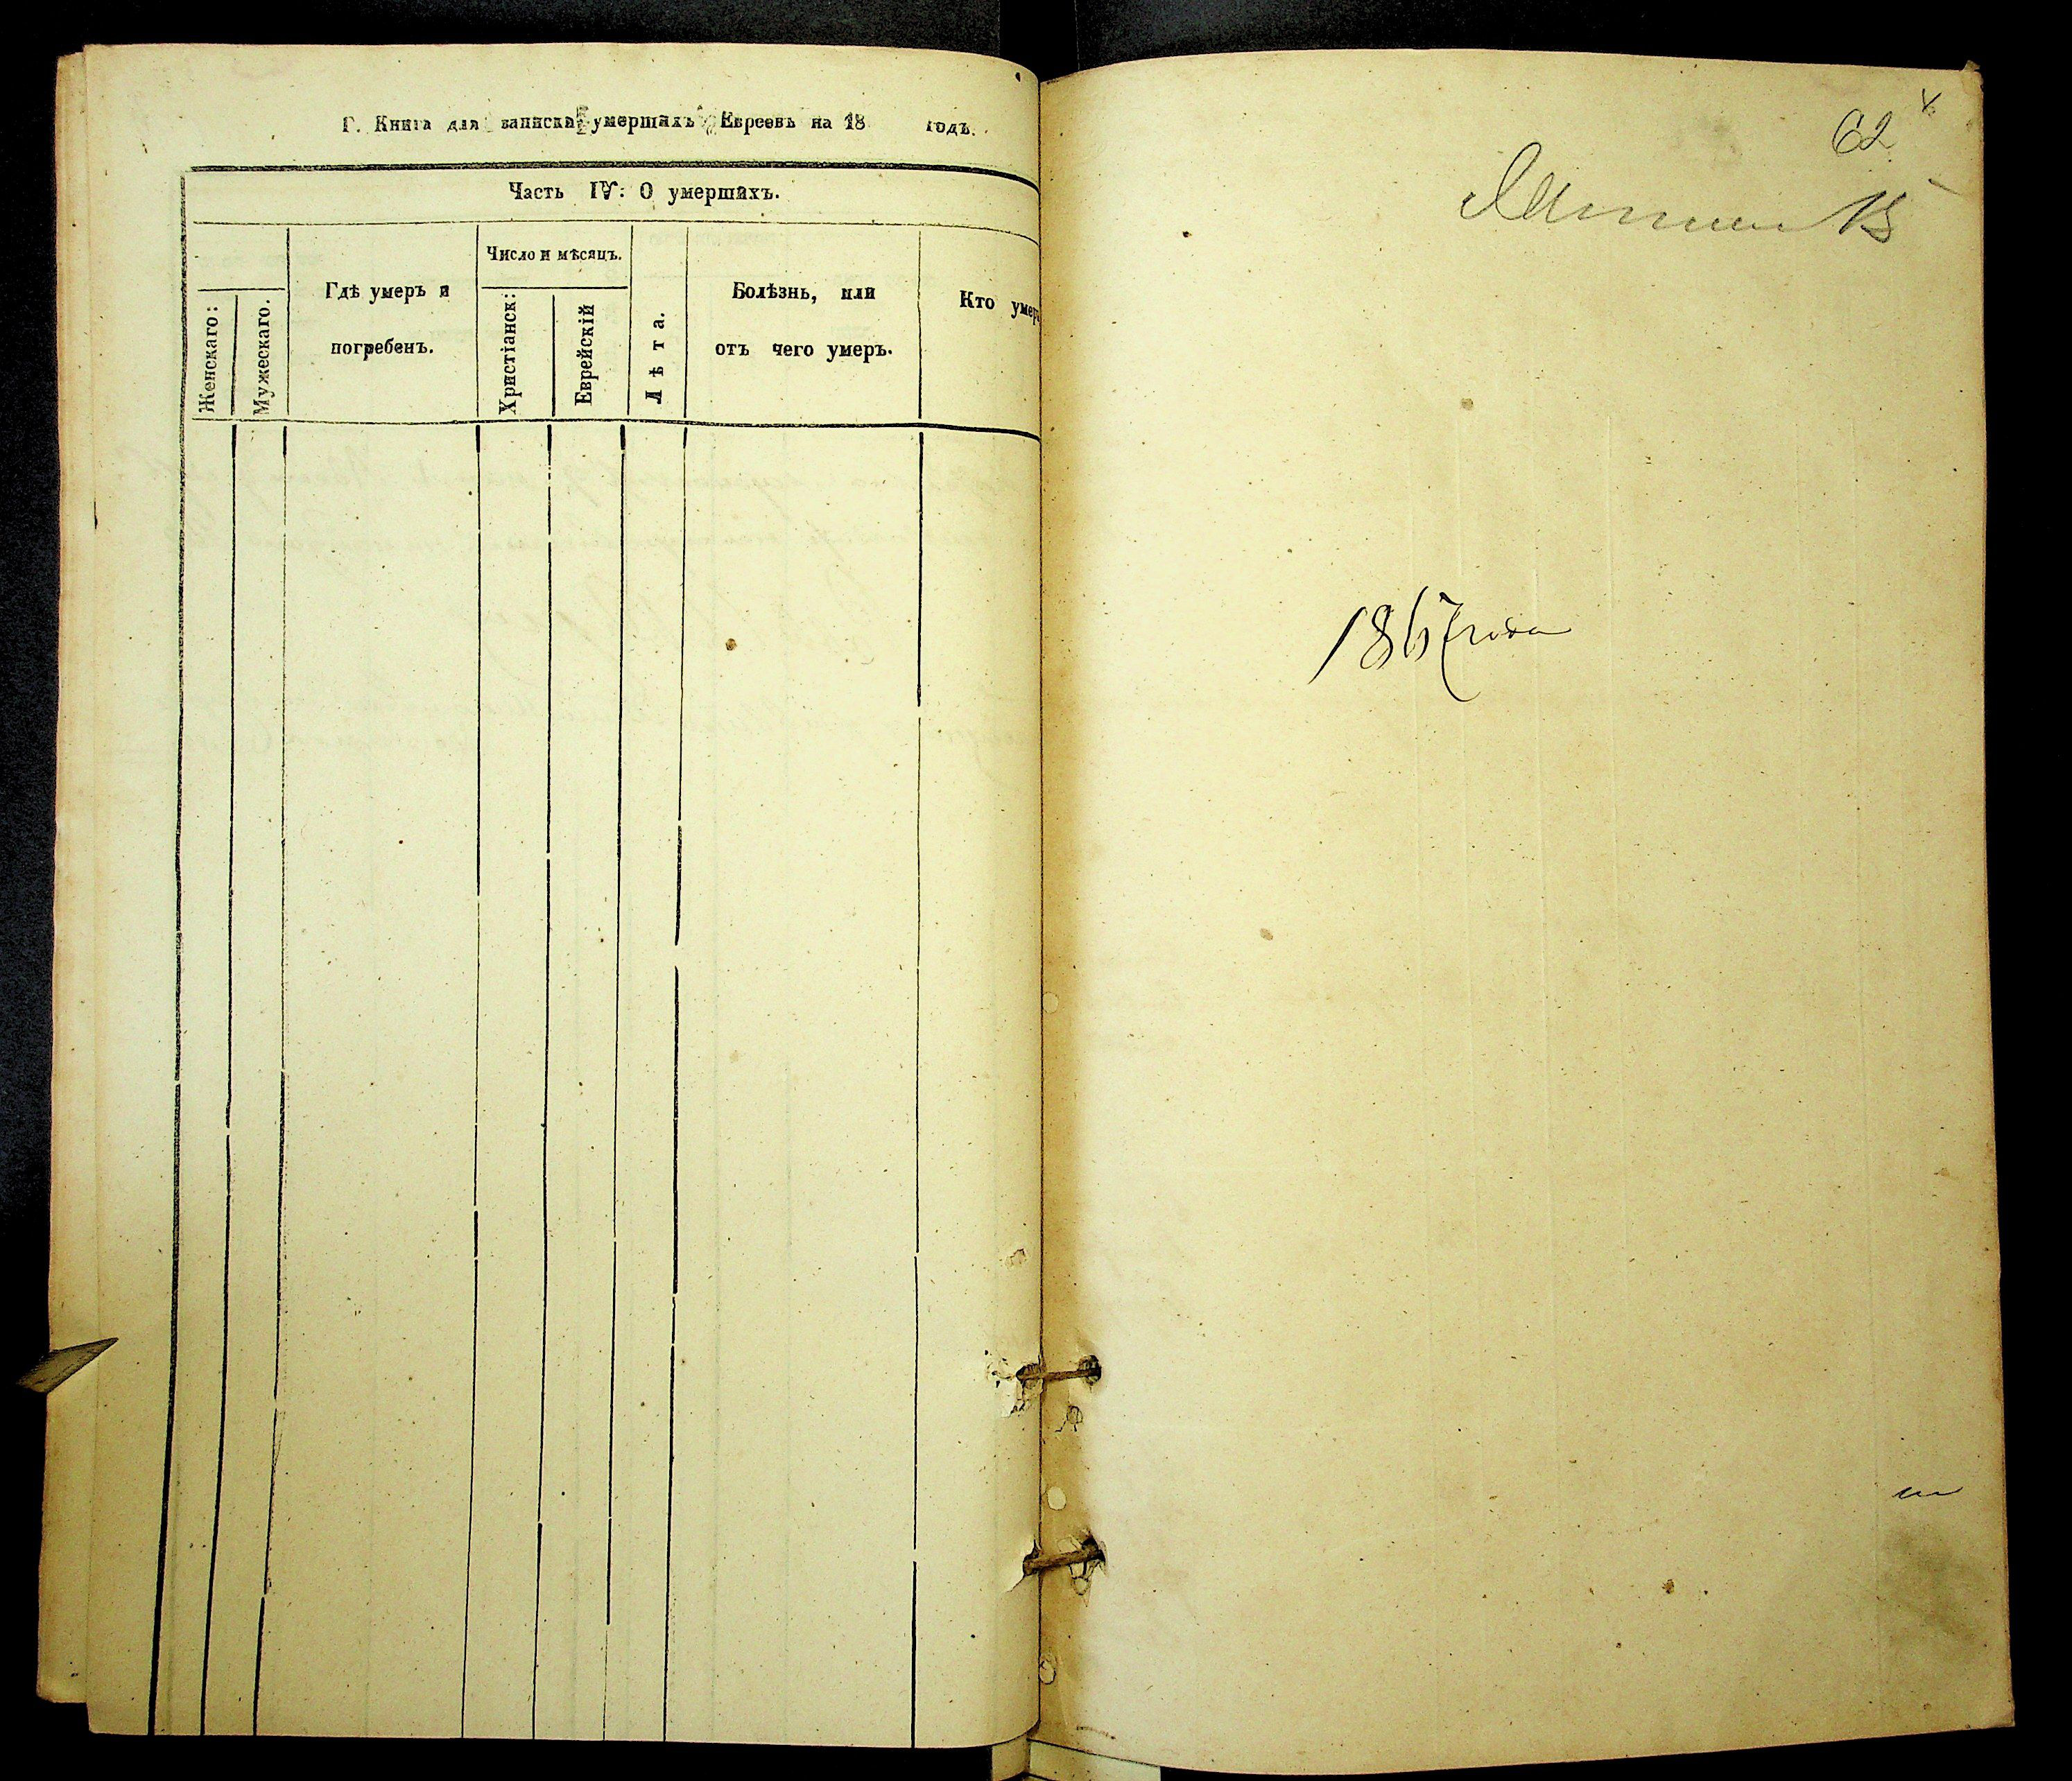 Г. Книга для записки умершихъ Евреевъ на 18 годъ.
Часть IV: О умершихъ.
Женскаго:
Мужескаго.
Гдѣ умеръ и
погребенъ.
Число и мѣсяцъ.
Христіанск:
Еврейскій
Лѣта.
Болѣзнь, или
отъ чего умеръ.
Кто умеръ
62
1867 года